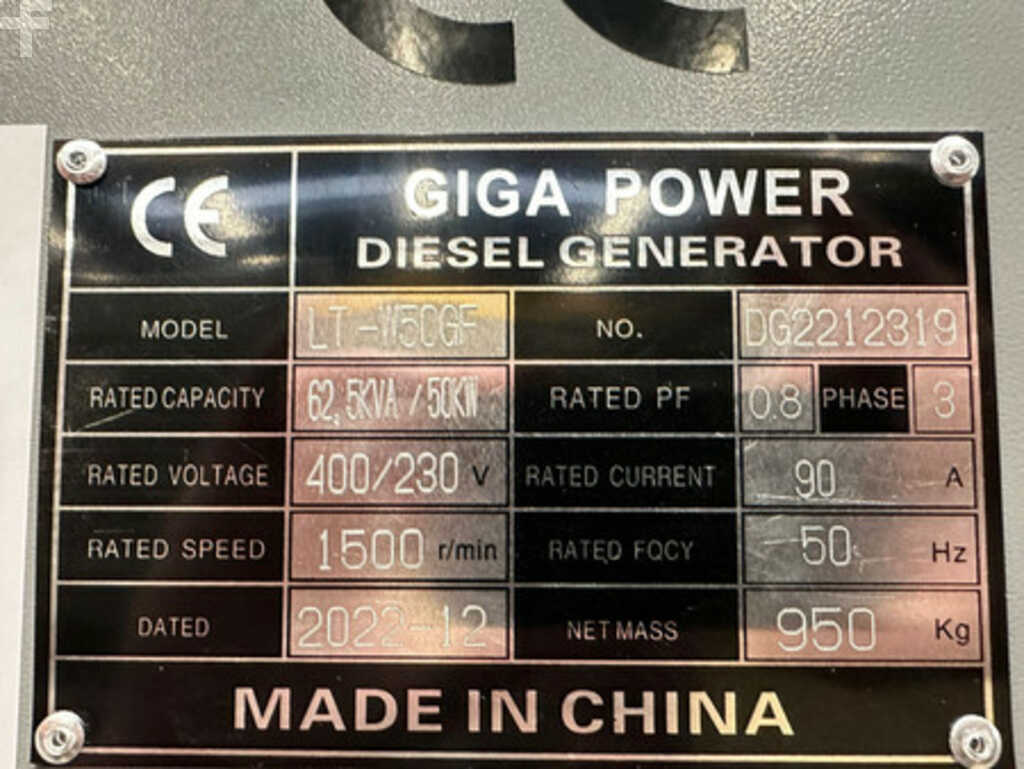 CE
GIGA POWER
DIESEL GENERATOR
MODEL LT-W50GF NO. DG2212319
RATED CAPACITY 62,5KVA/50KW RATED PF 0.8 PHASE 3
RATED VOLTAGE 400/230 V RATED CURRENT 90 A
RATED SPEED 1500 r/min RATED FQCY 50 Hz
DATED 2022-12 NET MASS 950 Kg
MADE IN CHINA